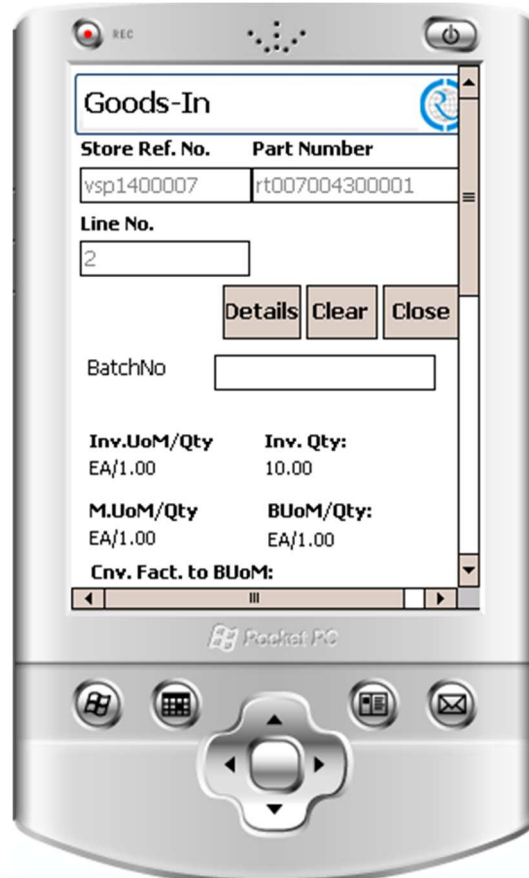 REC
Goods-In
Store Ref. No. Part Number
vsp1400007 rt007004300001
Line No.
2
Details Clear Close
BatchNo
Inv.UoM/Qty Inv. Qty:
EA/1.00 10.00
M.UoM/Qty BUoM/Qty:
EA/1.00 EA/1.00
Cnv. Fact. to BUoM:
Pocket PC